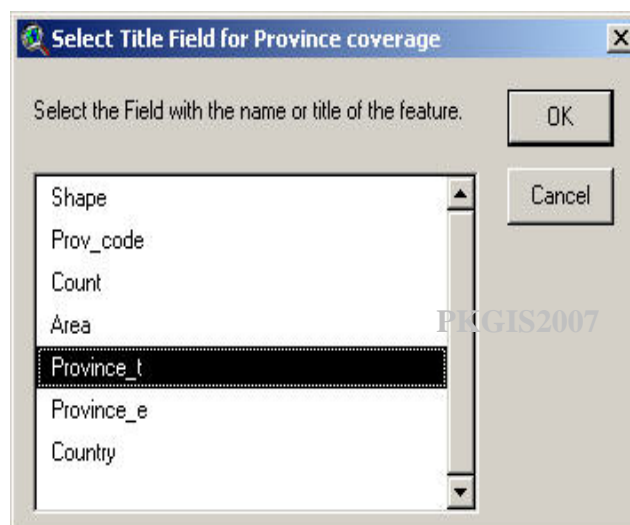 Select Title Field for Province coverage
Select the Field with the name or title of the feature.
OK
Cancel
Shape
Prov_code
Count
Area
PKGIS2007
Province_t
Province_e
Country